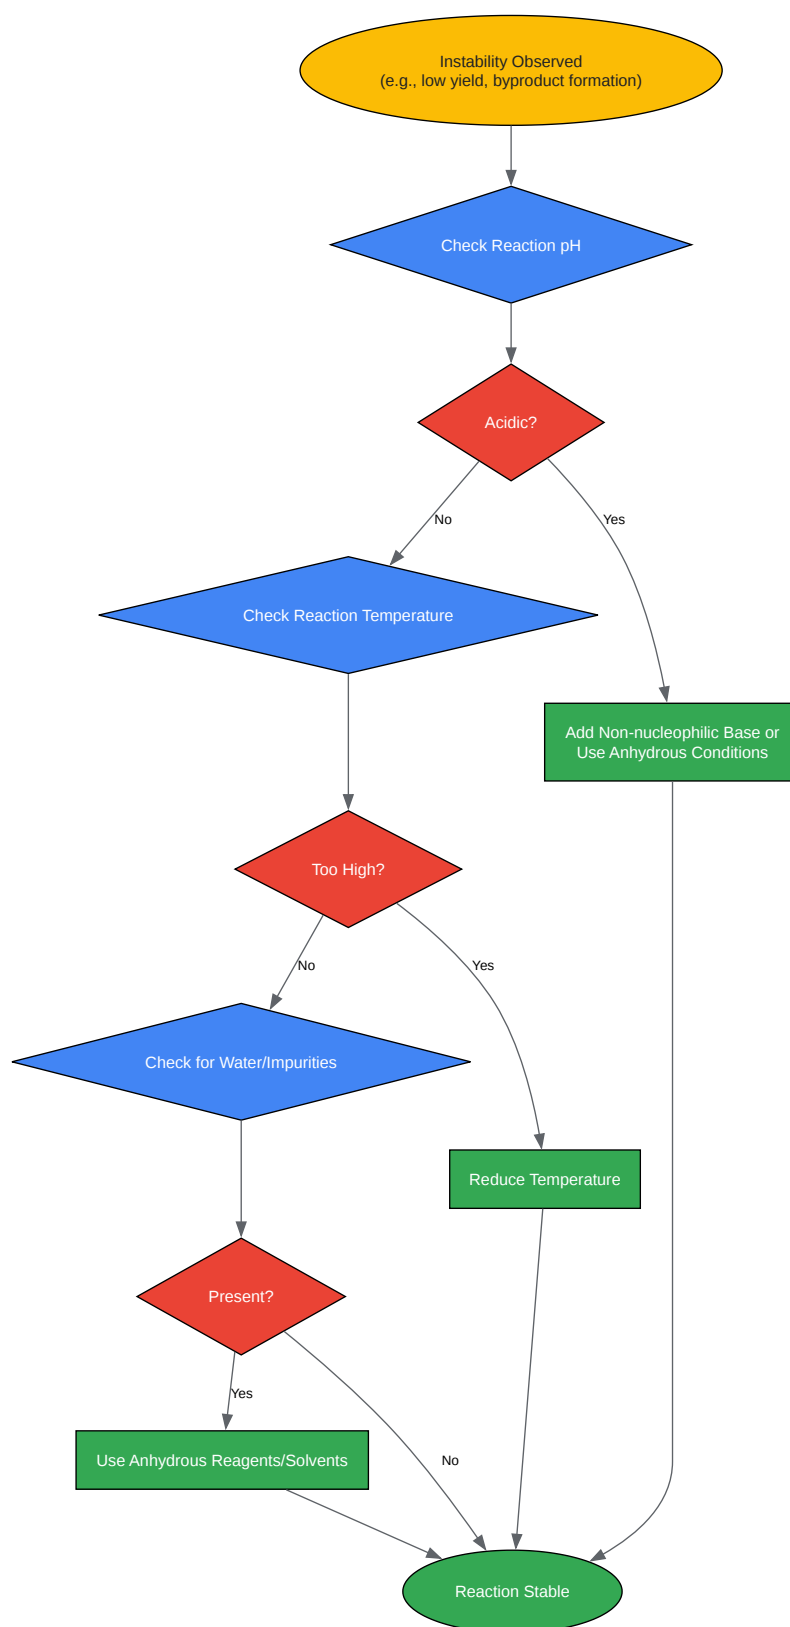 Instability Observed
(e.g., low yield, byproduct formation)
Check Reaction pH
Acidic?
No
Yes
Check Reaction Temperature
Add Non-nucleophilic Base or
Use Anhydrous Conditions
Too High?
No
Yes
Check for Water/Impurities
Reduce Temperature
Present?
Yes
No
Use Anhydrous Reagents/Solvents
Reaction Stable